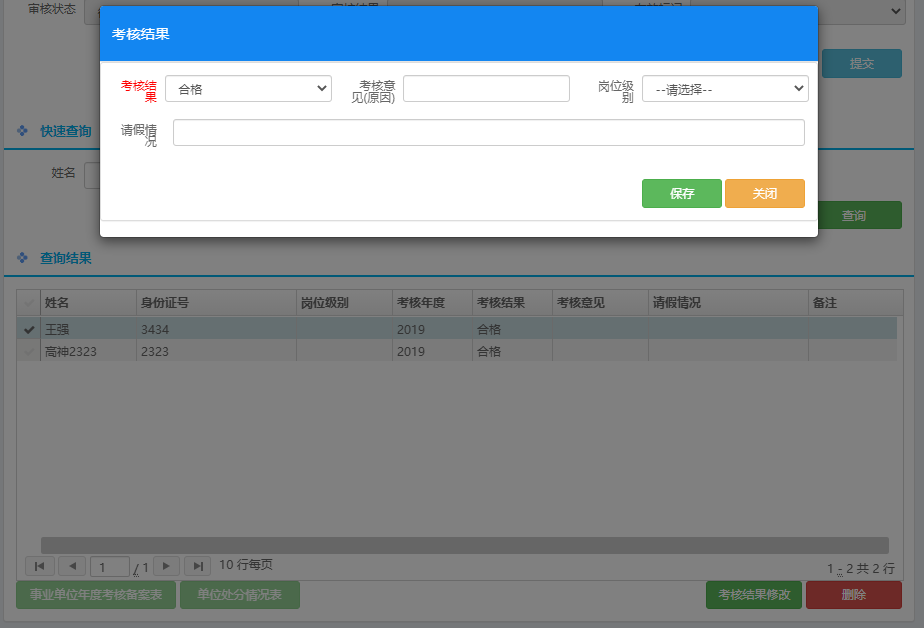 审核状态
考核结果
提交
考核结
果
合格
考核意
见(原因)
岗位级
别
--请选择--
请假情
况
保存
关闭
快速查询
姓名
查询
查询结果
姓名 身份证号 岗位级别 考核年度 考核结果 考核意见 请假情况 备注
王强 3434 2019 合格
高神2323 2323 2019 合格
1 / 1 10 行每页
1 - 2 共 2 行
事业单位年度考核备案表 单位处分情况表 考核结果修改 删除